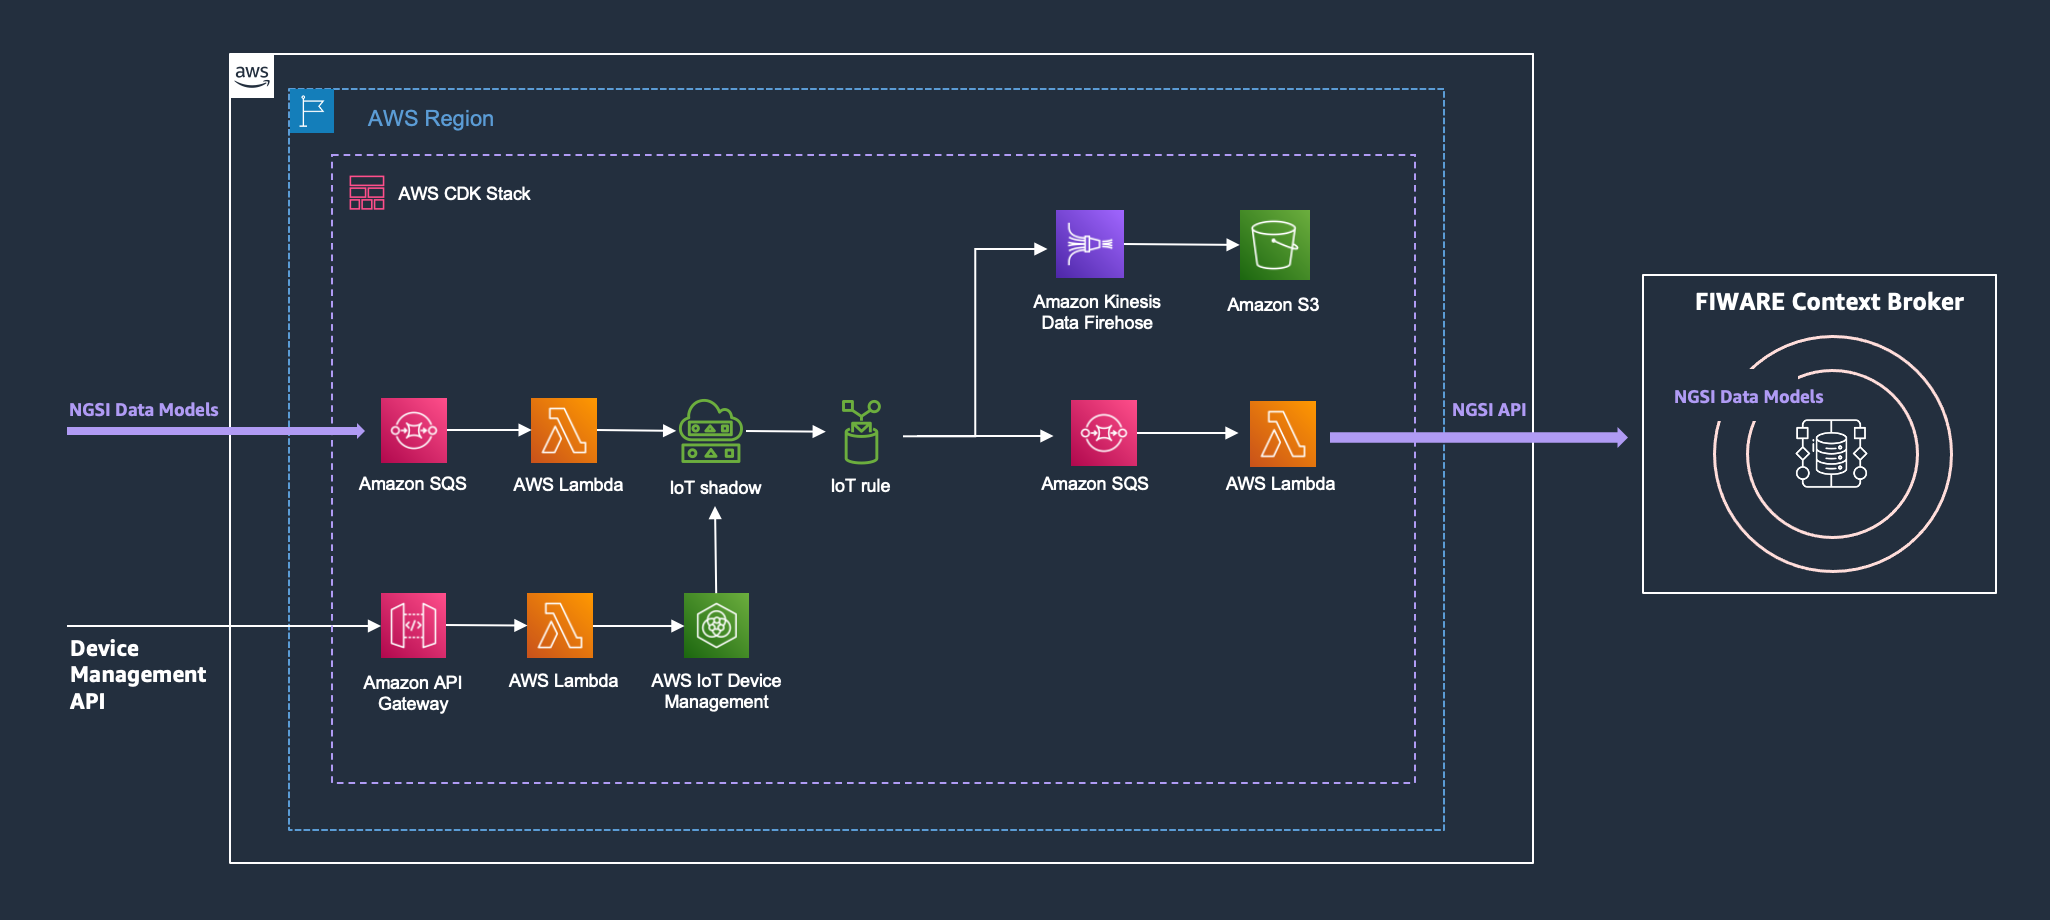 aws
AWS Region
AWS CDK Stack
Amazon Kinesis
Data Firehose
Amazon S3
FIWARE Context Broker
NGSI Data Models
NGSI Data Models
Amazon SQS
AWS Lambda
IoT shadow
IoT rule
Amazon SQS
AWS Lambda
NGSI API
Device
Management
API
</>
Amazon API
Gateway
AWS Lambda
AWS IoT Device
Management